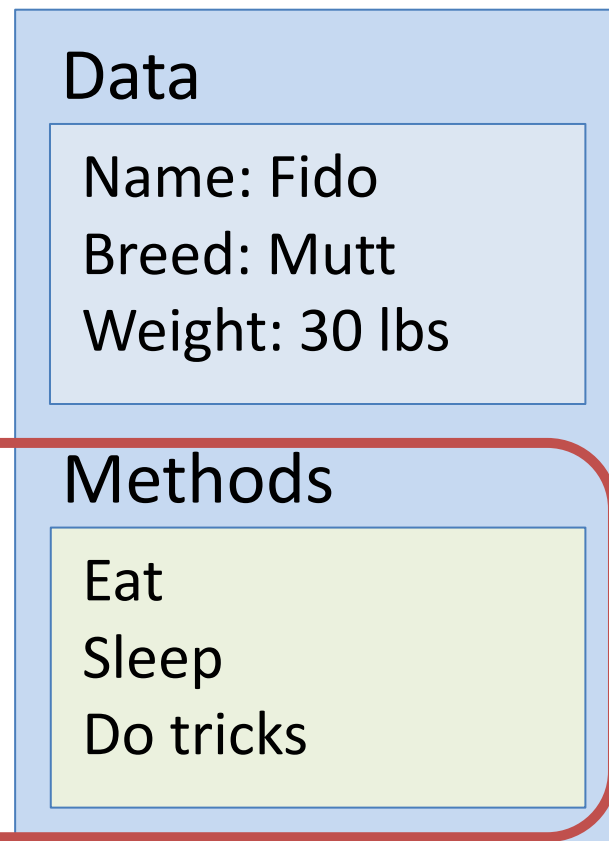 Data
Name: Fido
Breed: Mutt
Weight: 30 lbs
Methods
Eat
Sleep
Do tricks